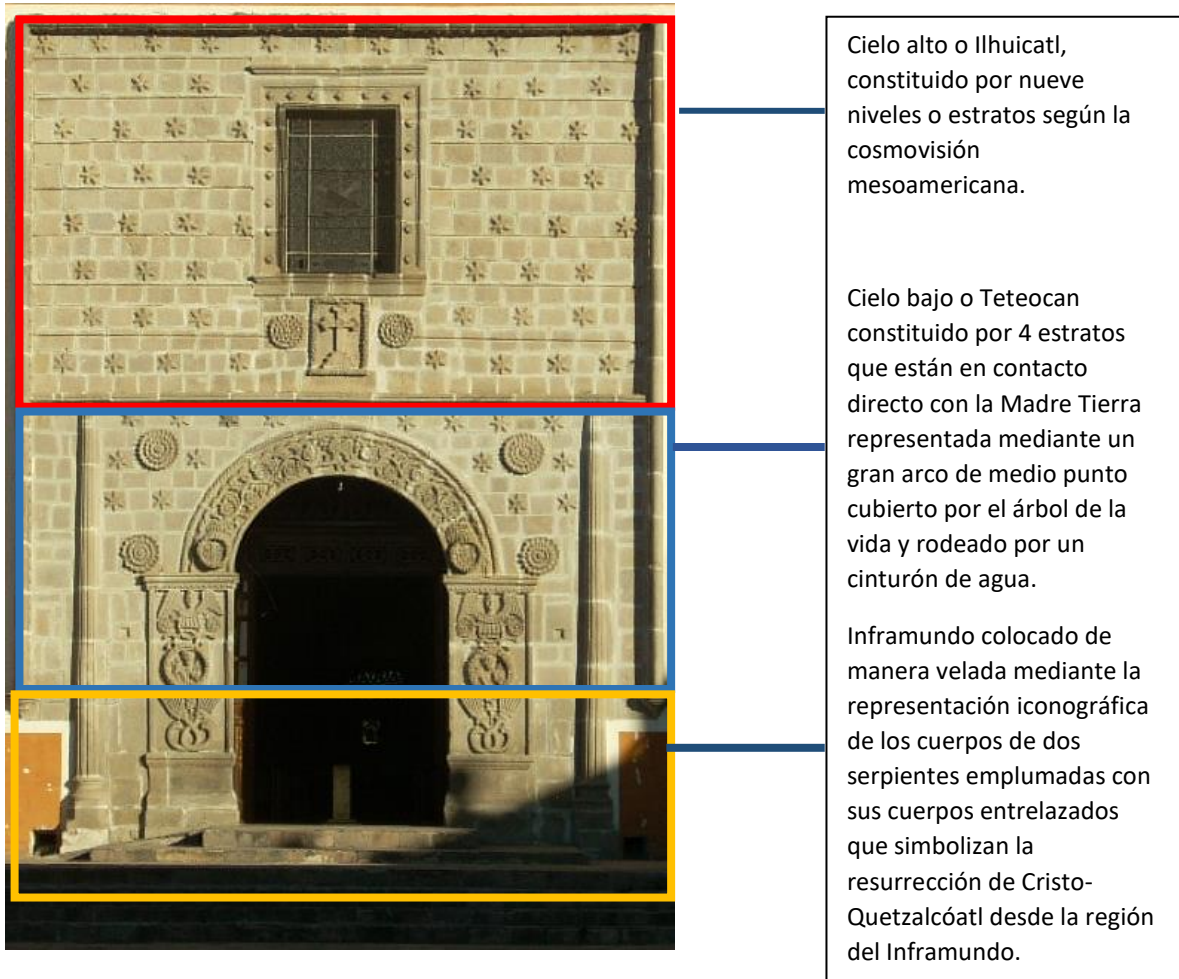 Cielo alto o Ilhuicatl,
constituido por nueve
niveles o estratos según la
cosmovisión
mesoamericana.
Cielo bajo o Teteocan
constituido por 4 estratos
que están en contacto
directo con la Madre Tierra
representada mediante un
gran arco de medio punto
cubierto por el árbol de la
vida y rodeado por un
cinturón de agua.
Inframundo colocado de
manera velada mediante la
representación iconográfica
de los cuerpos de dos
serpientes emplumadas con
sus cuerpos entrelazados
que simbolizan la
resurrección de Cristo-
Quetzalcóatl desde la región
del Inframundo.